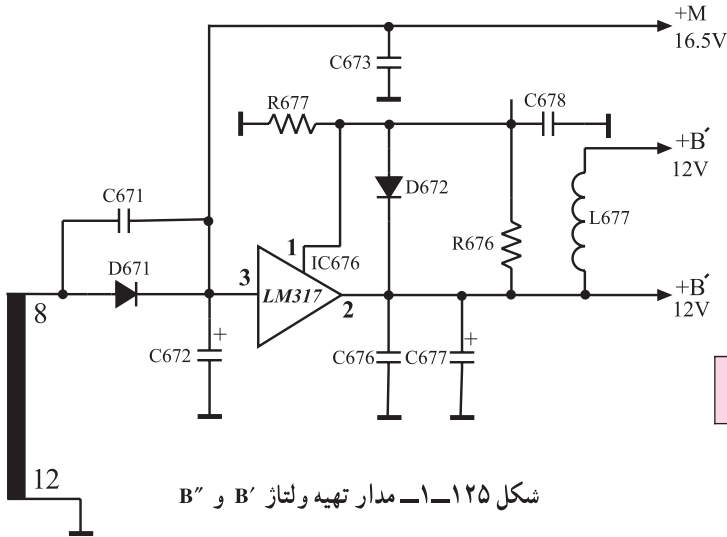 +M
16.5V
C673
R677
C678
+B′
12V
C671
D672
L677
R676
D671
1
IC676
3
LM317
2
+B′
12V
8
+
C672
C676
C677
+
12
شکل ۱۲۵ــ۱ــ مدار تهیه ولتاژ B′ و B″